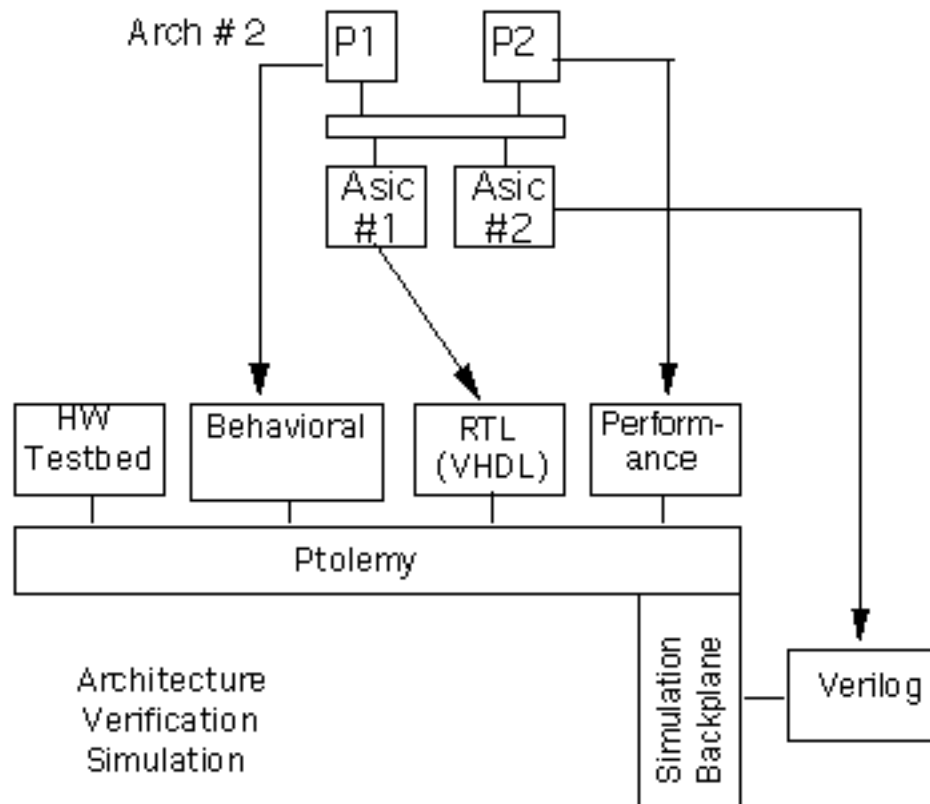 Arch # 2
P1
P2
Asic
#1
Asic
#2
HW
Testbed
Behavioral
RTL
(VHDL)
Perform-
ance
Ptolemy
Simulation
Backplane
Verilog
Architecture
Verification
Simulation